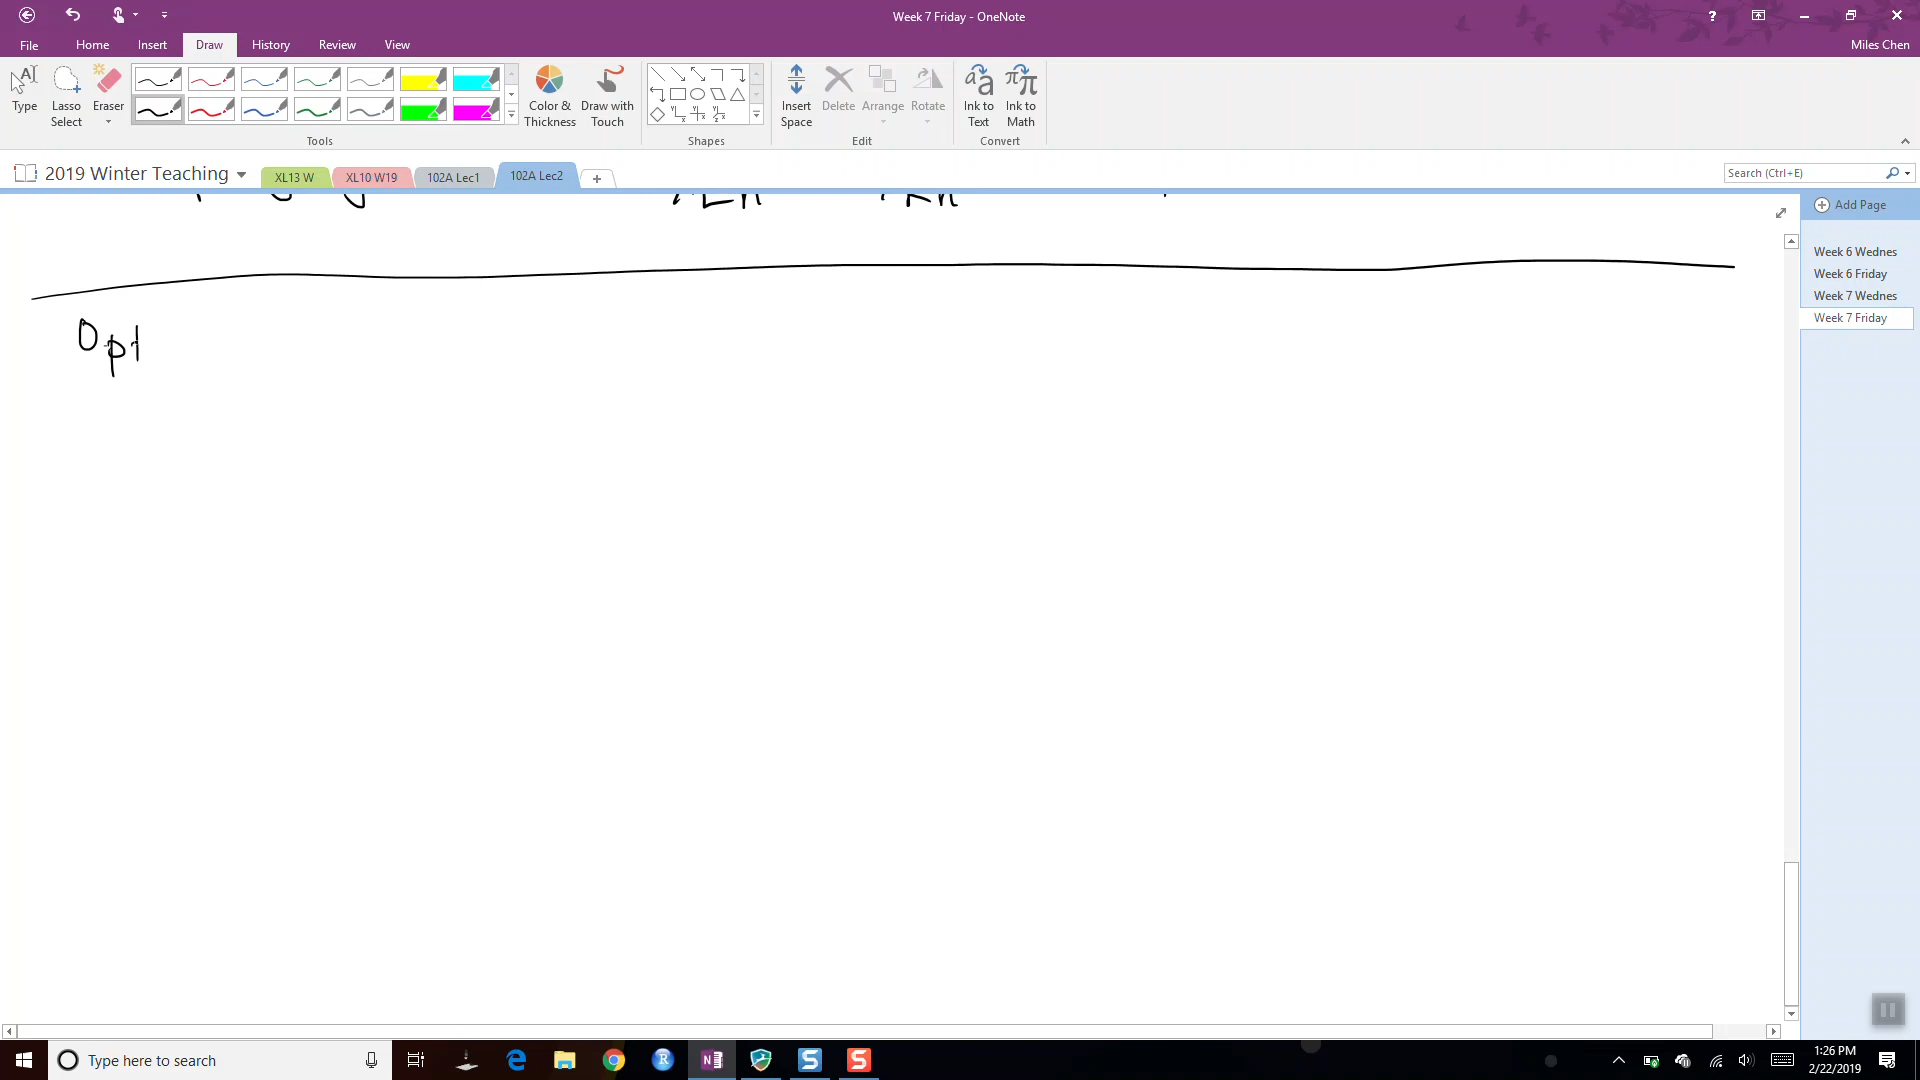 Week 7 Friday - OneNote
File Home Insert Draw History Review View
Miles Chen
Type
Lasso Select
Eraser
Color & Thickness
Draw with Touch
Insert Space
Delete
Arrange
Rotate
Ink to Text
Ink to Math
Tools Shapes Edit Convert
2019 Winter Teaching
XL13 W XL10 W19 102A Lec1 102A Lec2
Search (Ctrl+E)
Add Page
Week 6 Wednes
Week 6 Friday
Week 7 Wednes
Week 7 Friday
Opt
Type here to search
1:26 PM
2/22/2019